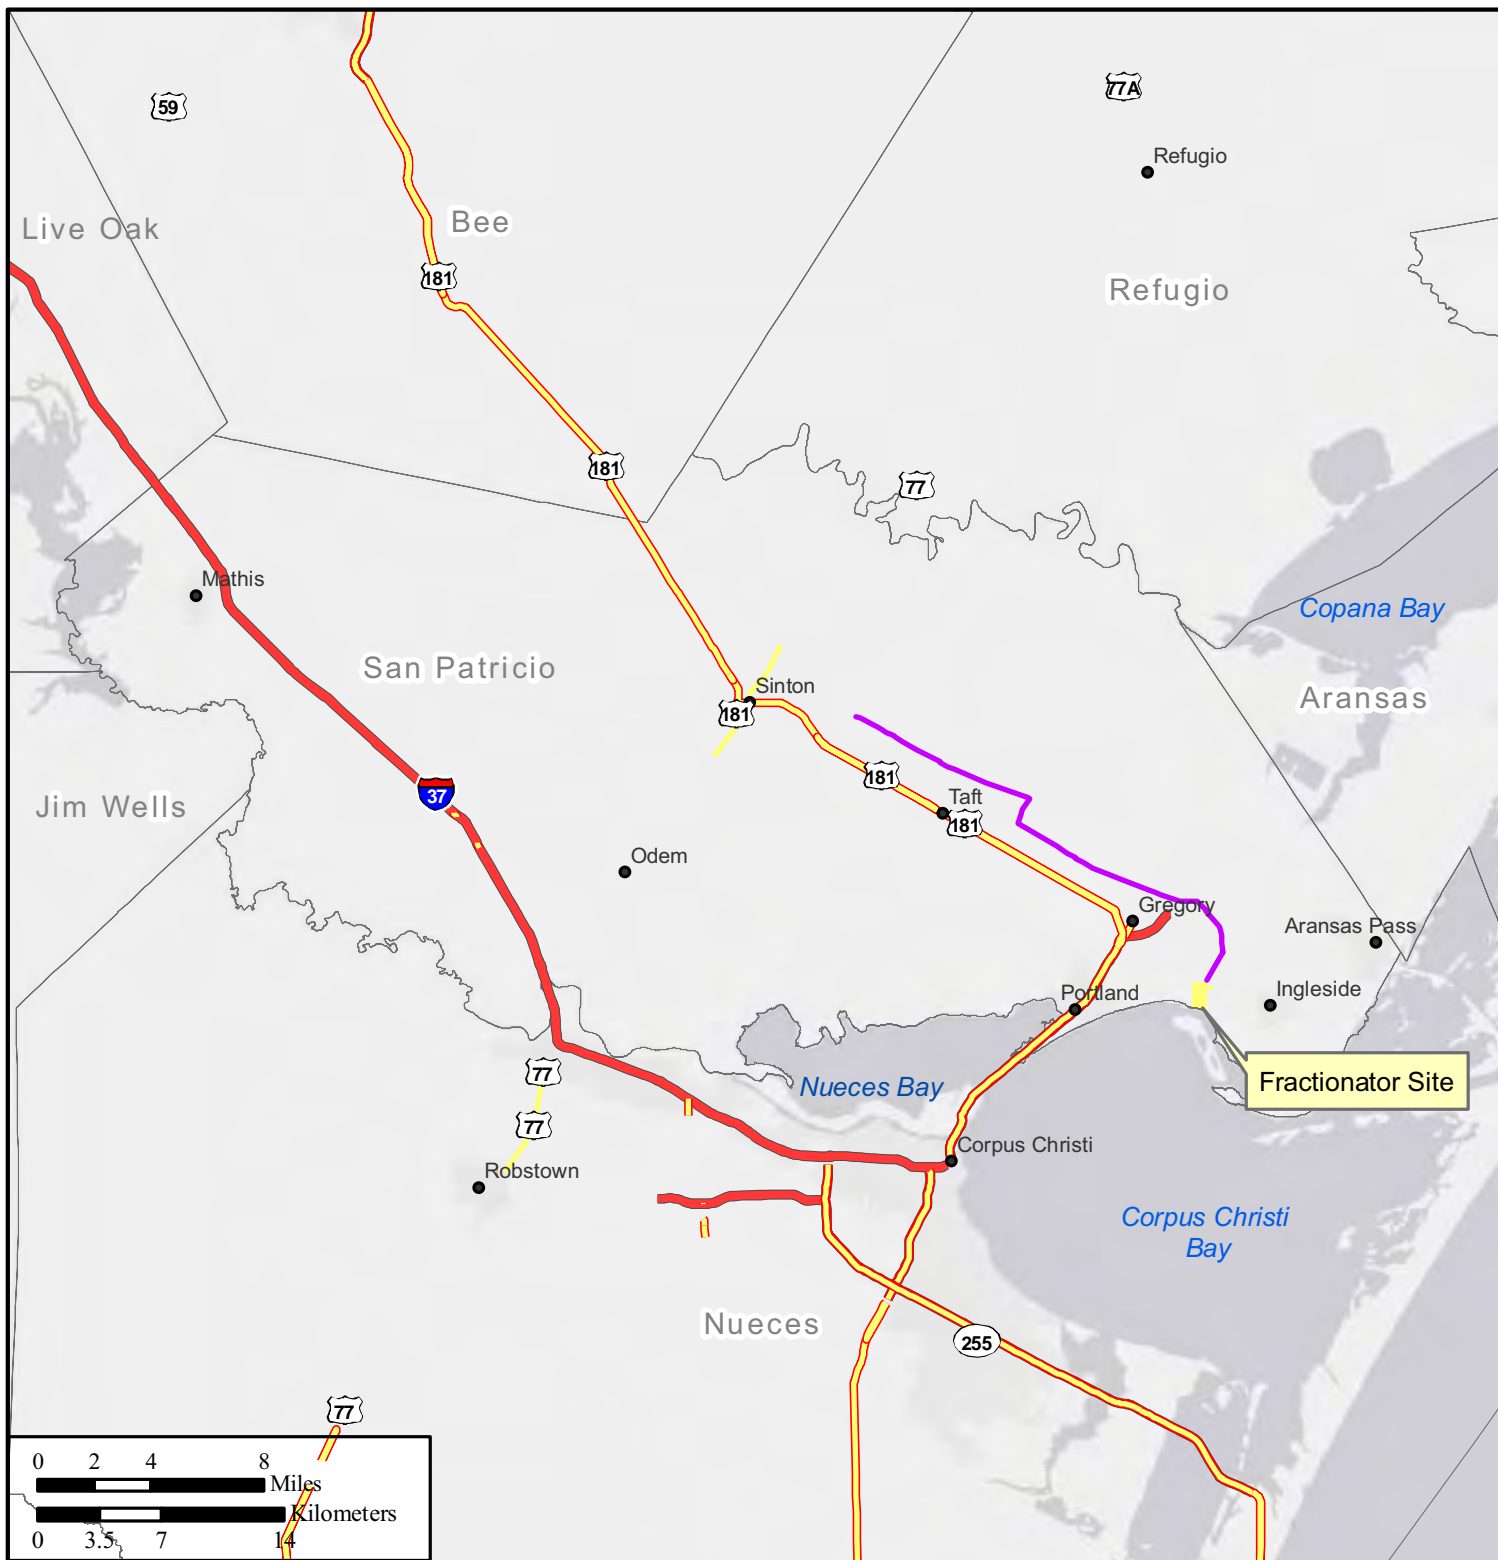 59
77A
Refugio
Live Oak
Bee
181
Refugio
181
77
Mathis
Copana Bay
San Patricio
Sinton
Aransas
181
181
37
Jim Wells
Taft
181
Odem
Gregory
Aransas Pass
Portland
Ingleside
77
Nueces Bay
Fractionator Site
77
Corpus Christi
Robstown
Corpus Christi
Bay
Nueces
255
77
0 2 4 8
Miles
Kilometers
0 3.5 7 14